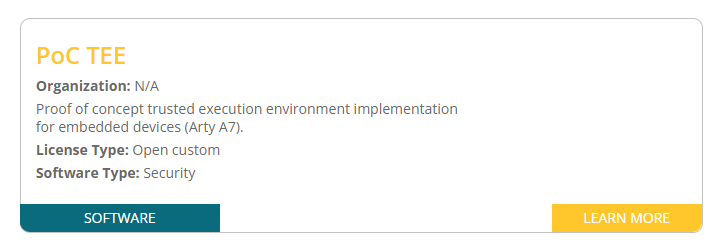 PoC TEE
Organization: N/A
Proof of concept trusted execution environment implementation
for embedded devices (Arty A7).
License Type: Open custom
Software Type: Security
SOFTWARE
LEARN MORE